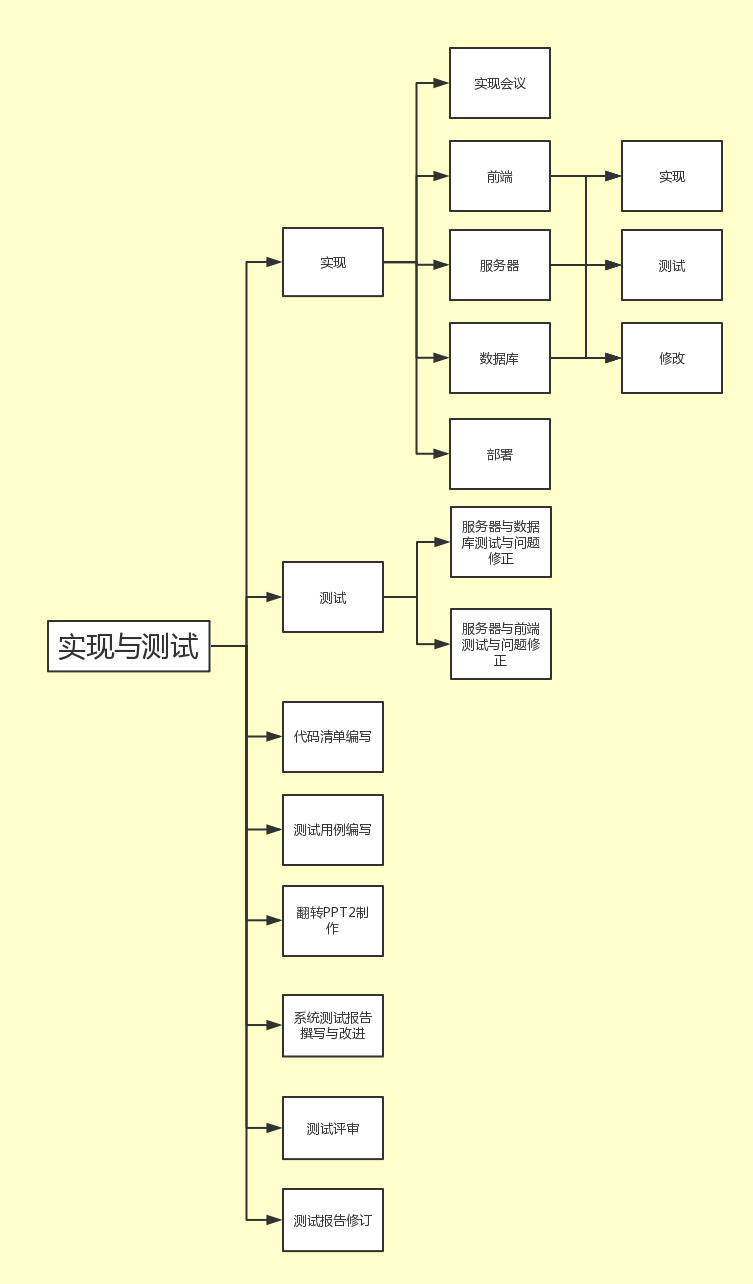 实现会议
前端
实现
服务器
测试
实现
数据库
修改
部署
服务器与数据
库测试与问题
修正
测试
服务器与前端
测试与问题修
正
实现与测试
代码清单编写
测试用例编写
翻转PPT2制
作
系统测试报告
撰写与改进
测试评审
测试报告修订